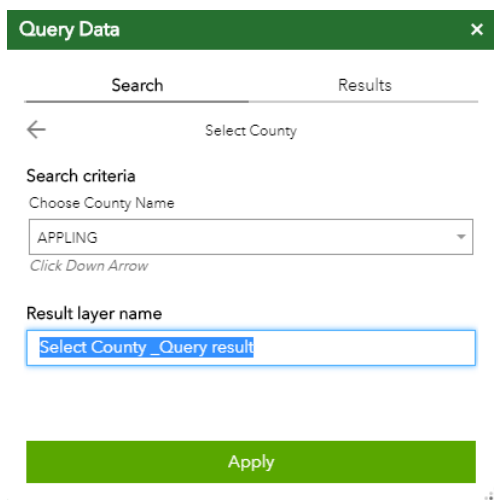 Query Data ×
Search Results
Select County
Search criteria
Choose County Name
APPLING
Click Down Arrow
Result layer name
Select County _Query result
Apply